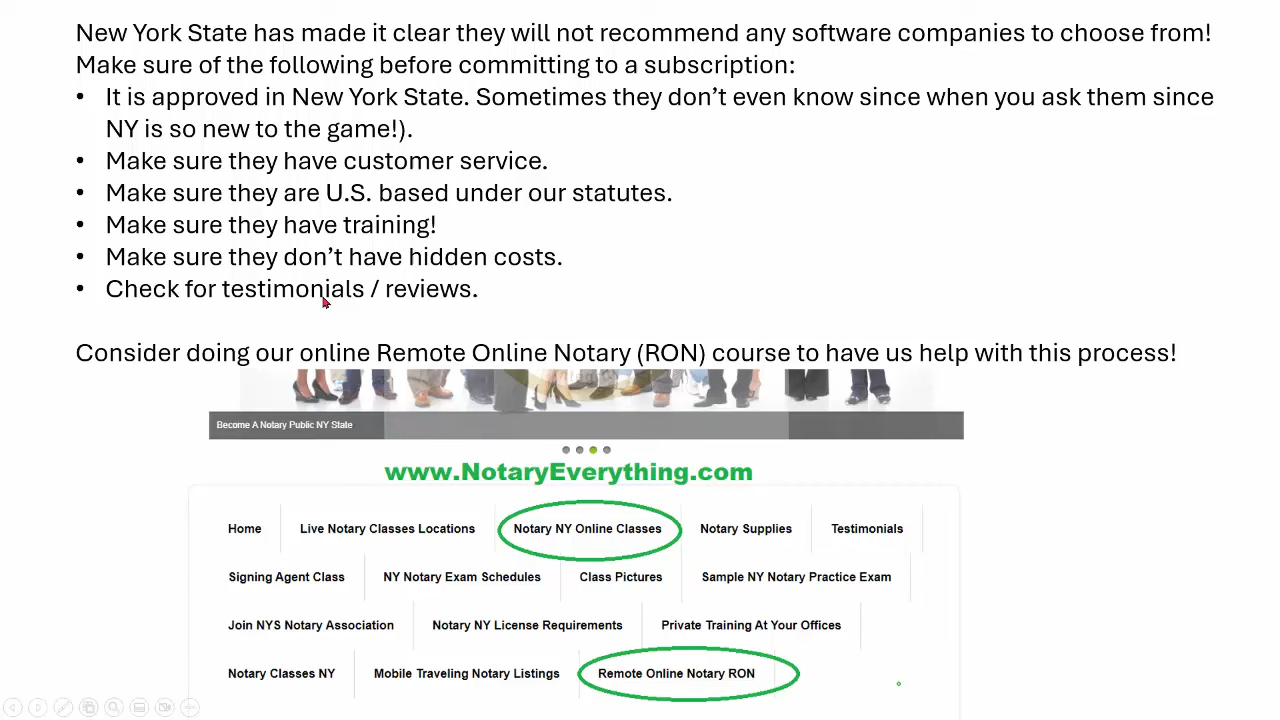 New York State has made it clear they will not recommend any software companies to choose from!
Make sure of the following before committing to a subscription:
• It is approved in New York State. Sometimes they don’t even know since when you ask them since
NY is so new to the game!).
• Make sure they have customer service.
• Make sure they are U.S. based under our statutes.
• Make sure they have training!
• Make sure they don’t have hidden costs.
• Check for testimonials / reviews.
Consider doing our online Remote Online Notary (RON) course to have us help with this process!
Become A Notary Public NY State
www.NotaryEverything.com
Home Live Notary Classes Locations Notary NY Online Classes Notary Supplies Testimonials
Signing Agent Class NY Notary Exam Schedules Class Pictures Sample NY Notary Practice Exam
Join NYS Notary Association Notary NY License Requirements Private Training At Your Offices
Notary Classes NY Mobile Traveling Notary Listings Remote Online Notary RON